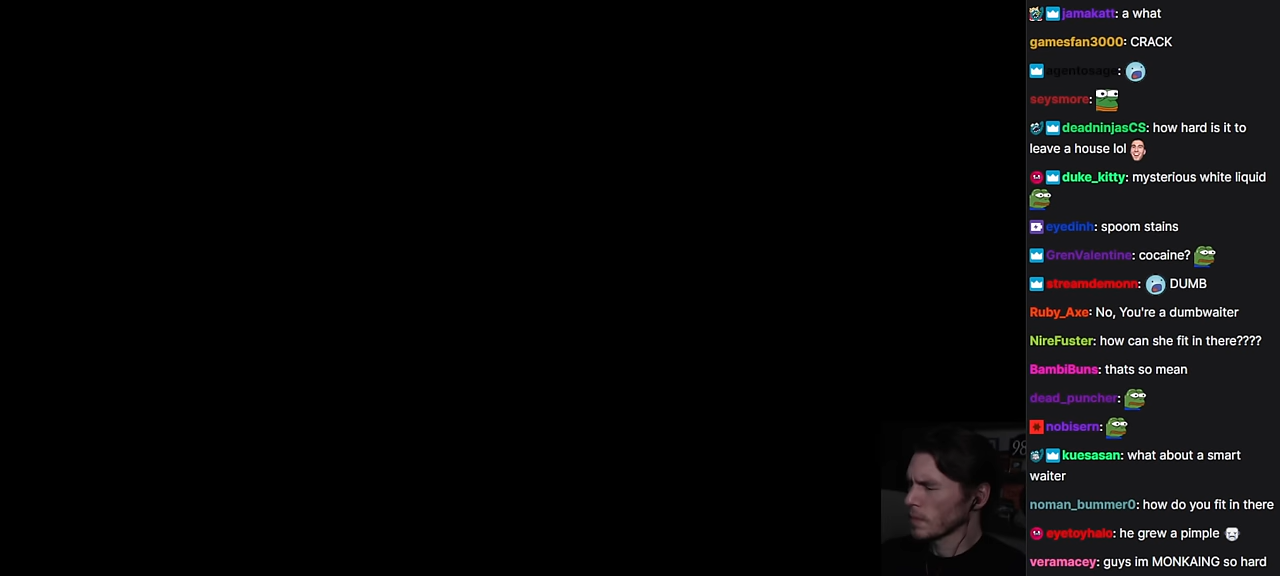 jamakatt: a what
gamesfan3000: CRACK
agentosage:
seysmore:
deadninjasCS: how hard is it to
leave a house lol
duke_kitty: mysterious white liquid
eyedinh: spoom stains
GrenValentine: cocaine?
streamdemonn: DUMB
Ruby_Axe: No, You're a dumbwaiter
NireFuster: how can she fit in there????
BambiBuns: thats so mean
dead_puncher:
nobisern:
98
kuesasan: what about a smart
waiter
noman_bummer0: how do you fit in there
eyetoyhalo: he grew a pimple
veramacey: guys im MONKAING so hard